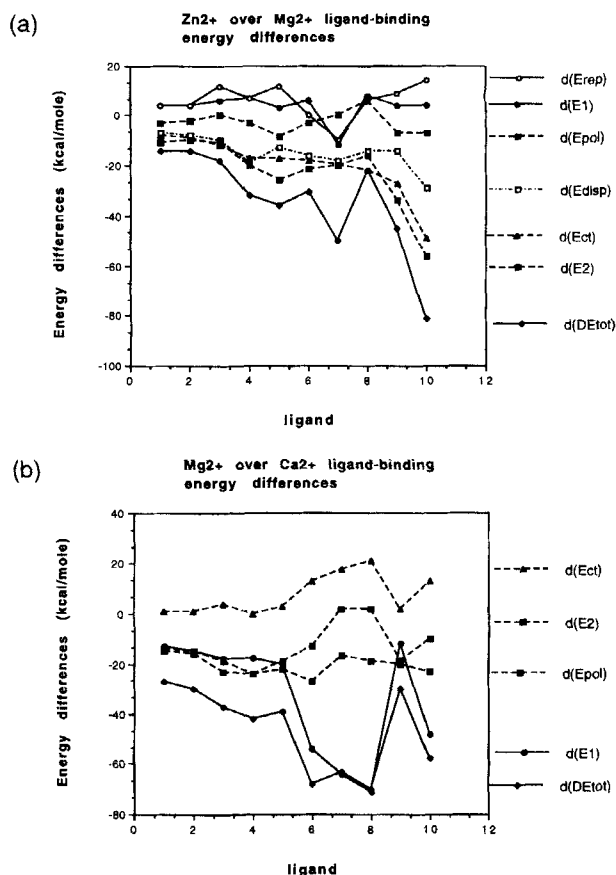 (a)
Zn2+ over Mg2+ ligand-binding
energy differences
Energy differences (kcal/mole)
20
0
-20
-40
-60
-80
-100
0
2
4
6
8
10
12
ligand
d(Erep)
d(E1)
d(Epol)
d(Edisp)
d(Ect)
d(E2)
d(DEtot)
(b)
Mg2+ over Ca2+ ligand-binding
energy differences
Energy differences (kcal/mole)
40
20
0
-20
-40
-60
-80
0
2
4
6
8
10
12
ligand
d(Ect)
d(E2)
d(Epol)
d(E1)
d(DEtot)